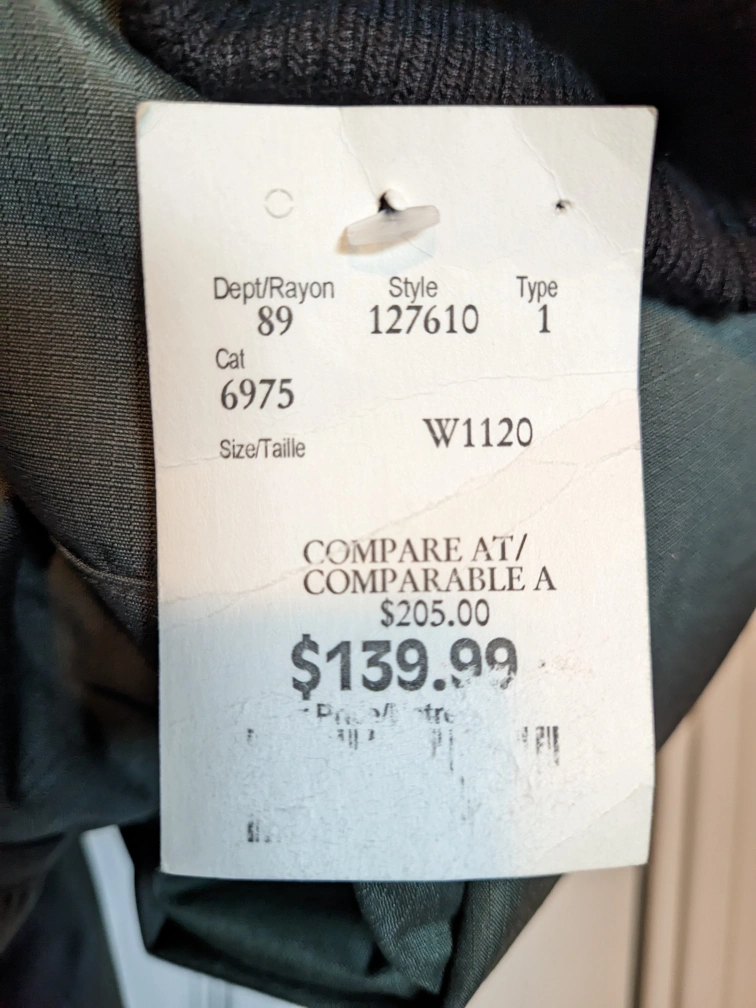 Dept/Rayon Style Type
89 127610 1
Cat
6975
W1120
Size/Taille
COMPARE AT/
COMPARABLE A
$205.00
$139.99